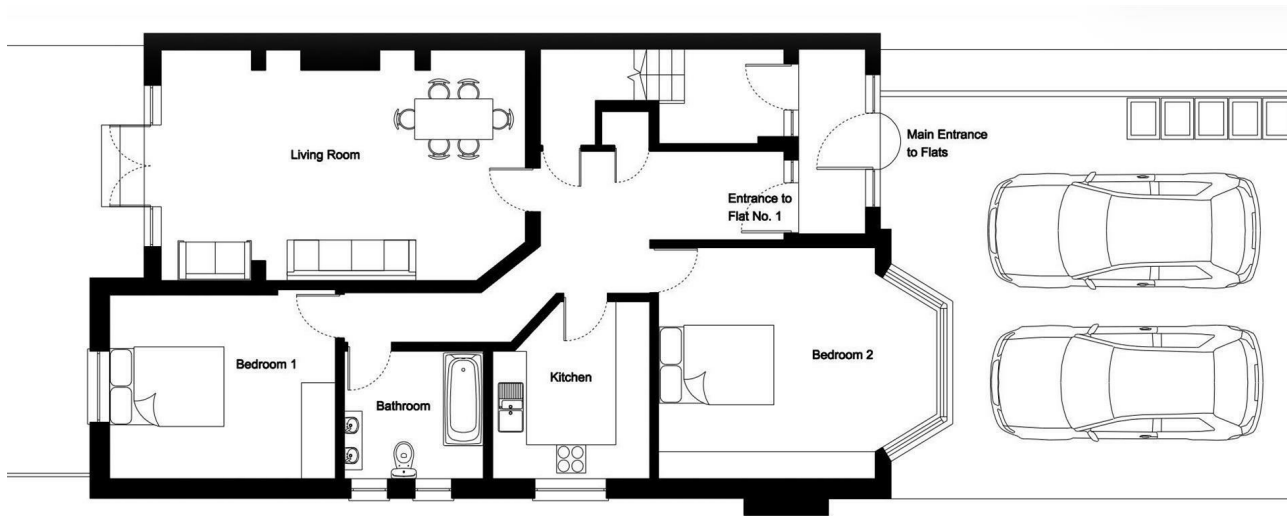 Living Room
Main Entrance
to Flats
Entrance to
Flat No. 1
Bedroom 1
Bathroom
Kitchen
Bedroom 2